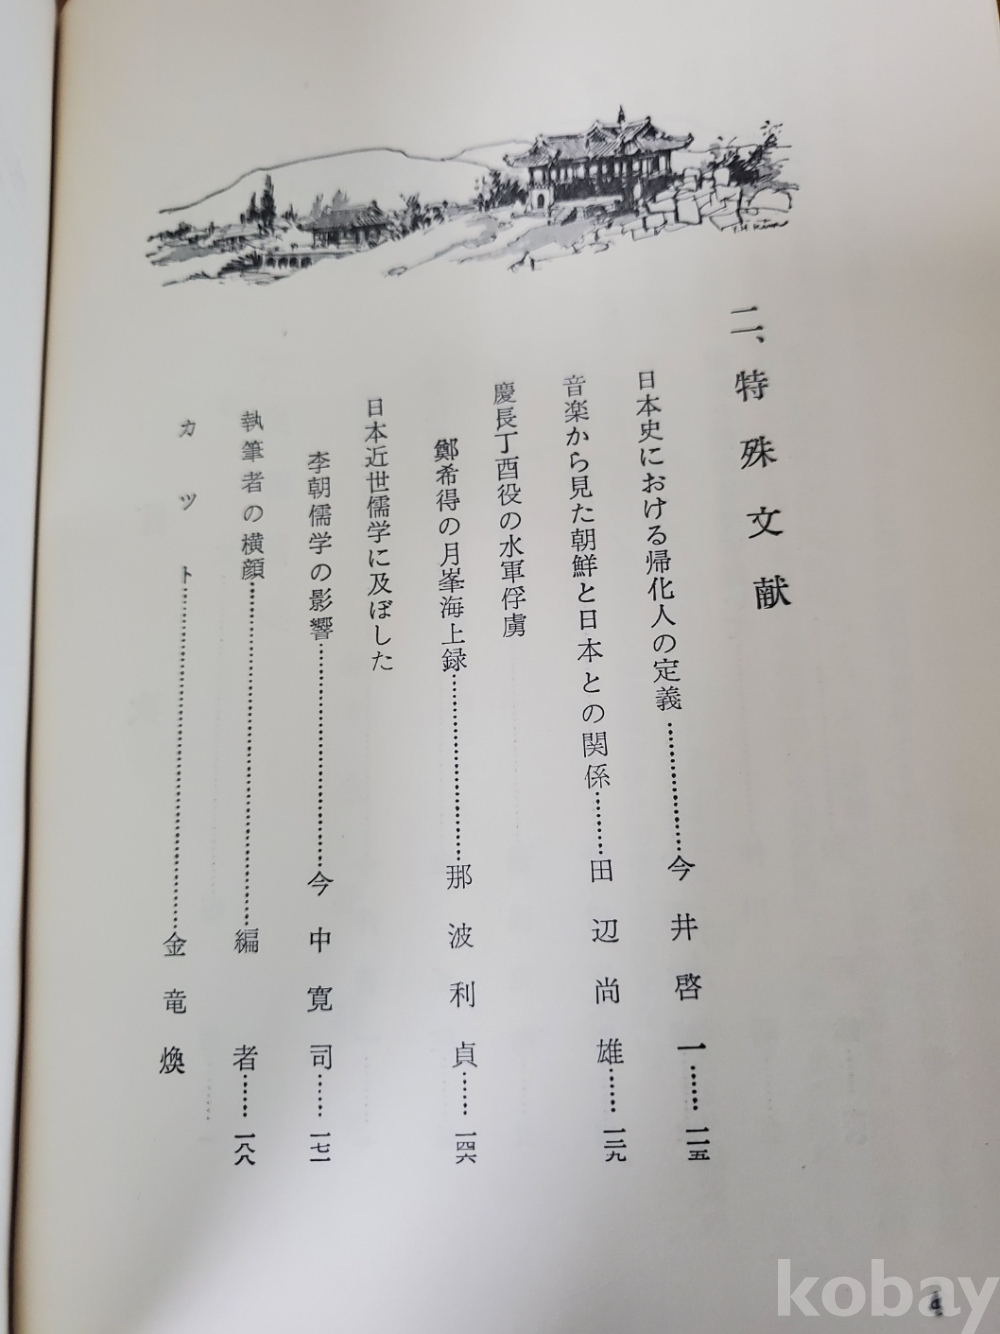 二、特殊文献
日本史における帰化人の定義…………今井啓一……一一五
音楽から見た朝鮮と日本との関係………田辺尚雄……一二九
慶長丁酉役の水軍俘虜
鄭希得の月峯海上録………………那波利貞……一四六
日本近世儒学に及ぼした
李朝儒学の影響………………今中寛司……一七一
執筆者の横顔……………………編者……一八八
カツト……………………金竜煥
kobay